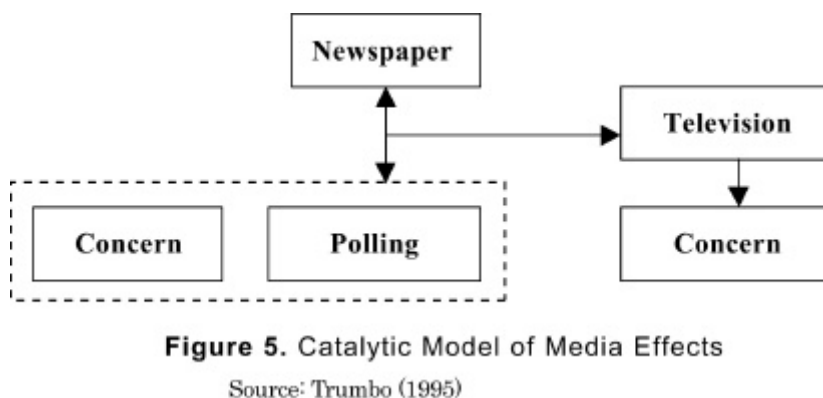 Newspaper
Television
Concern
Polling
Concern
Figure 5. Catalytic Model of Media Effects
Source: Trumbo (1995)